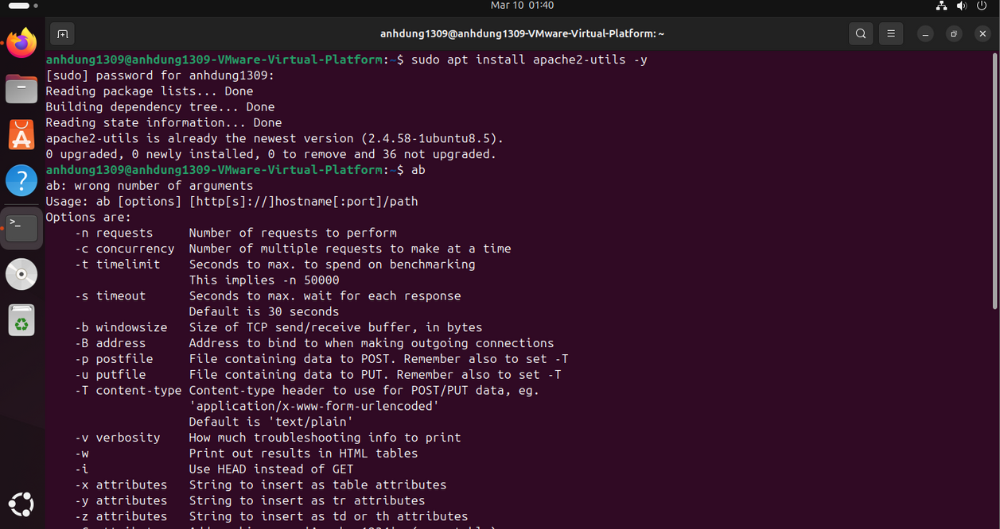 Mar 10 01:40
anhdung1309@anhdung1309-VMware-Virtual-Platform: ~
anhdung1309@anhdung1309-VMware-Virtual-Platform:~$ sudo apt install apache2-utils -y
[sudo] password for anhdung1309:
Reading package lists... Done
Building dependency tree... Done
Reading state information... Done
apache2-utils is already the newest version (2.4.58-1ubuntu8.5).
0 upgraded, 0 newly installed, 0 to remove and 36 not upgraded.
anhdung1309@anhdung1309-VMware-Virtual-Platform:~$ ab
ab: wrong number of arguments
Usage: ab [options] [http[s]://]hostname[:port]/path
Options are:
    -n requests     Number of requests to perform
    -c concurrency  Number of multiple requests to make at a time
    -t timelimit    Seconds to max. to spend on benchmarking
                    This implies -n 50000
    -s timeout      Seconds to max. wait for each response
                    Default is 30 seconds
    -b windowsize   Size of TCP send/receive buffer, in bytes
    -B address      Address to bind to when making outgoing connections
    -p postfile     File containing data to POST. Remember also to set -T
    -u putfile      File containing data to PUT. Remember also to set -T
    -T content-type Content-type header to use for POST/PUT data, eg.
                    'application/x-www-form-urlencoded'
                    Default is 'text/plain'
    -v verbosity    How much troubleshooting info to print
    -w              Print out results in HTML tables
    -i              Use HEAD instead of GET
    -x attributes   String to insert as table attributes
    -y attributes   String to insert as tr attributes
    -z attributes   String to insert as td or th attributes